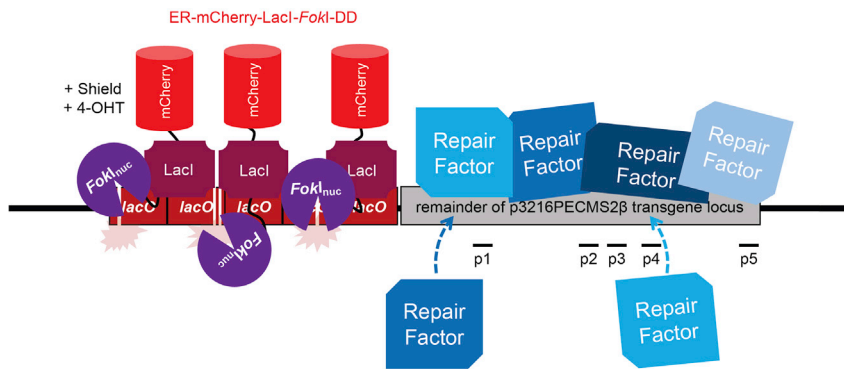 ER-mCherry-LacI-FokI-DD
+ Shield
+ 4-OHT
mCherry
mCherry
mCherry
LacI
LacI
LacI
FokInuc
FokInuc
FokInuc
lacO
lacO
lacO
Repair
Factor
Repair
Factor
Repair
Factor
Repair
Factor
remainder of p3216PECMS2β transgene locus
p1
p2
p3
p4
p5
Repair
Factor
Repair
Factor